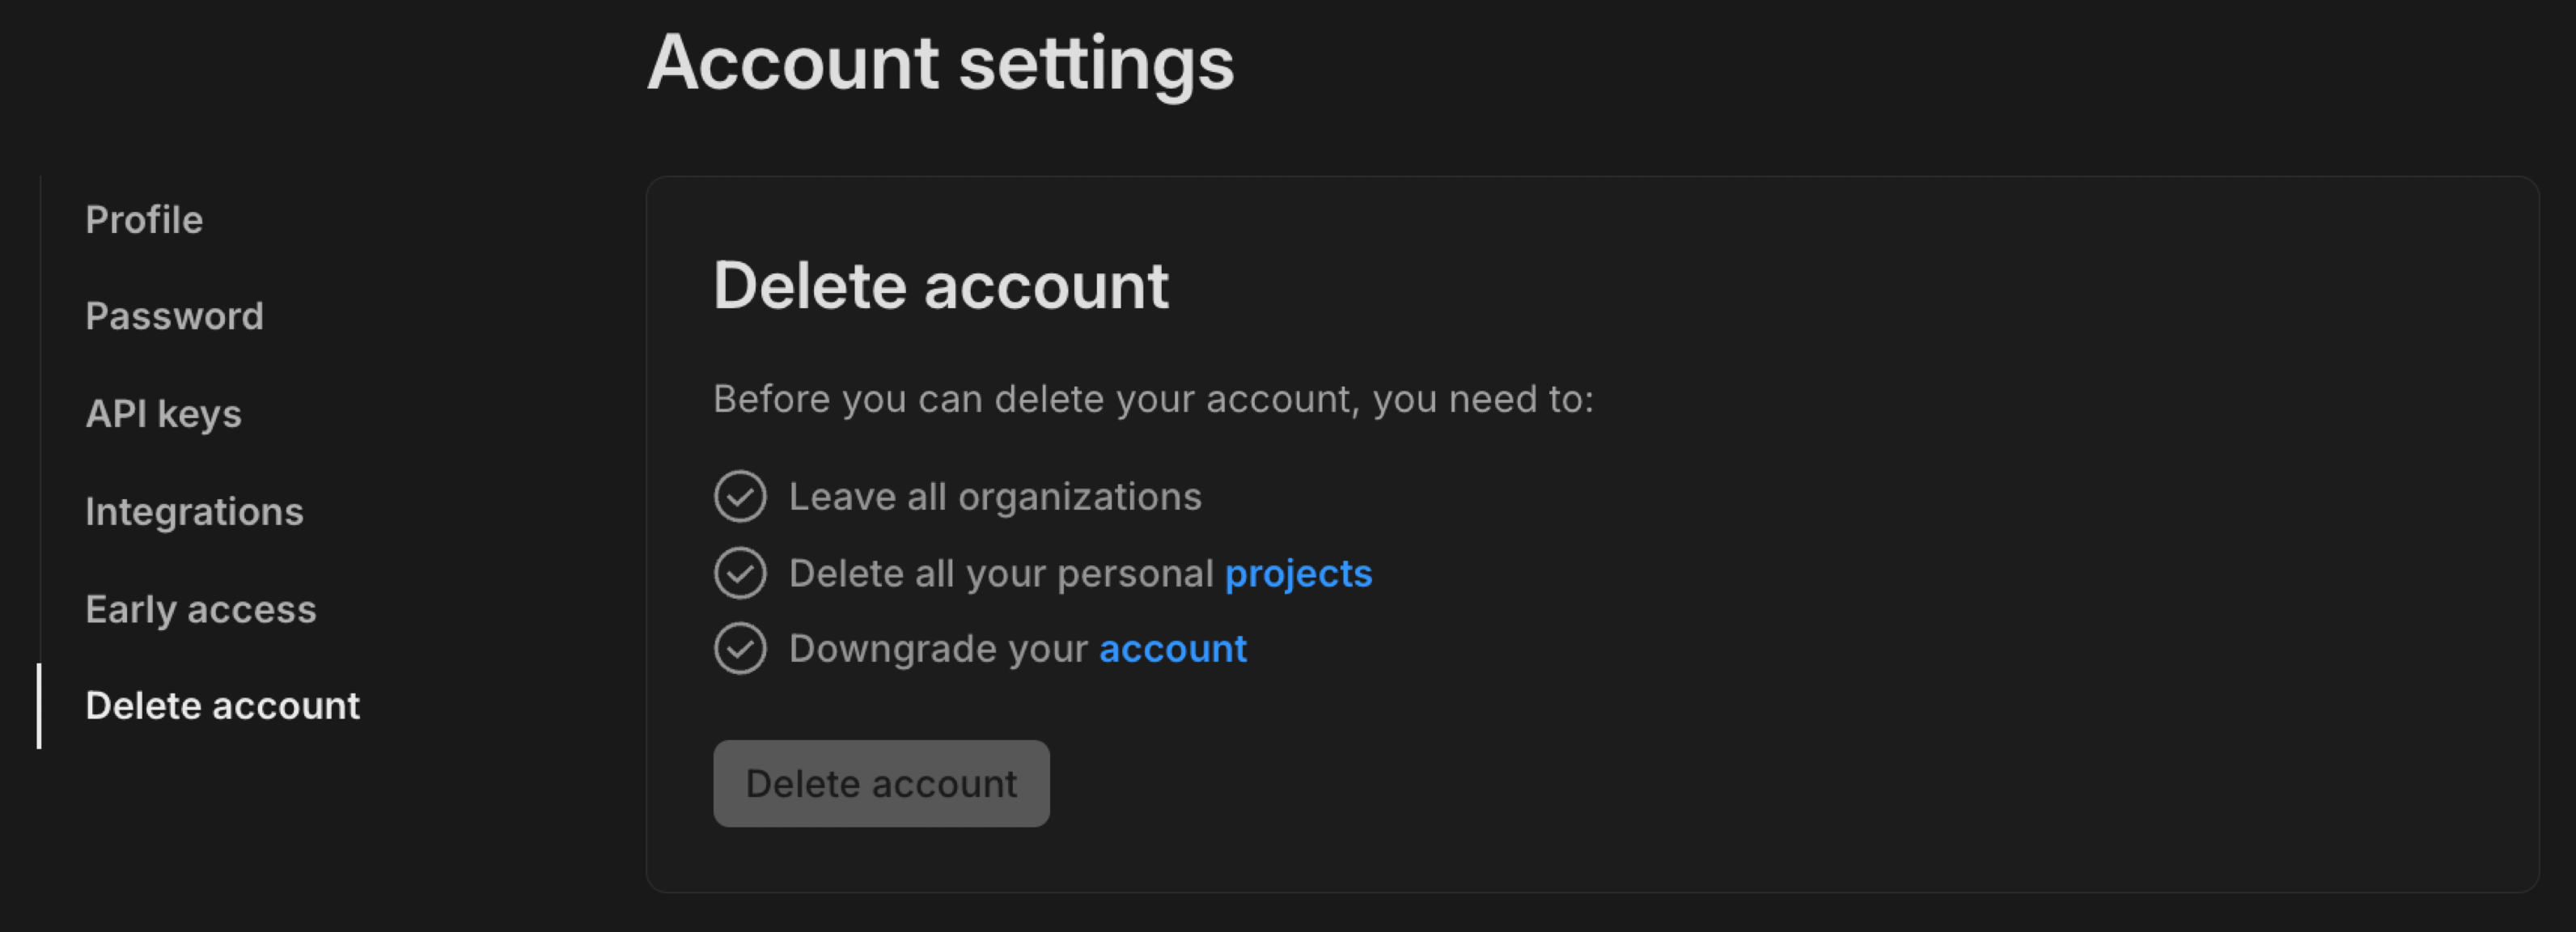 Account settings
Profile
Password
API keys
Integrations
Early access
Delete account
Delete account
Before you can delete your account, you need to:
Leave all organizations
Delete all your personal projects
Downgrade your account
Delete account